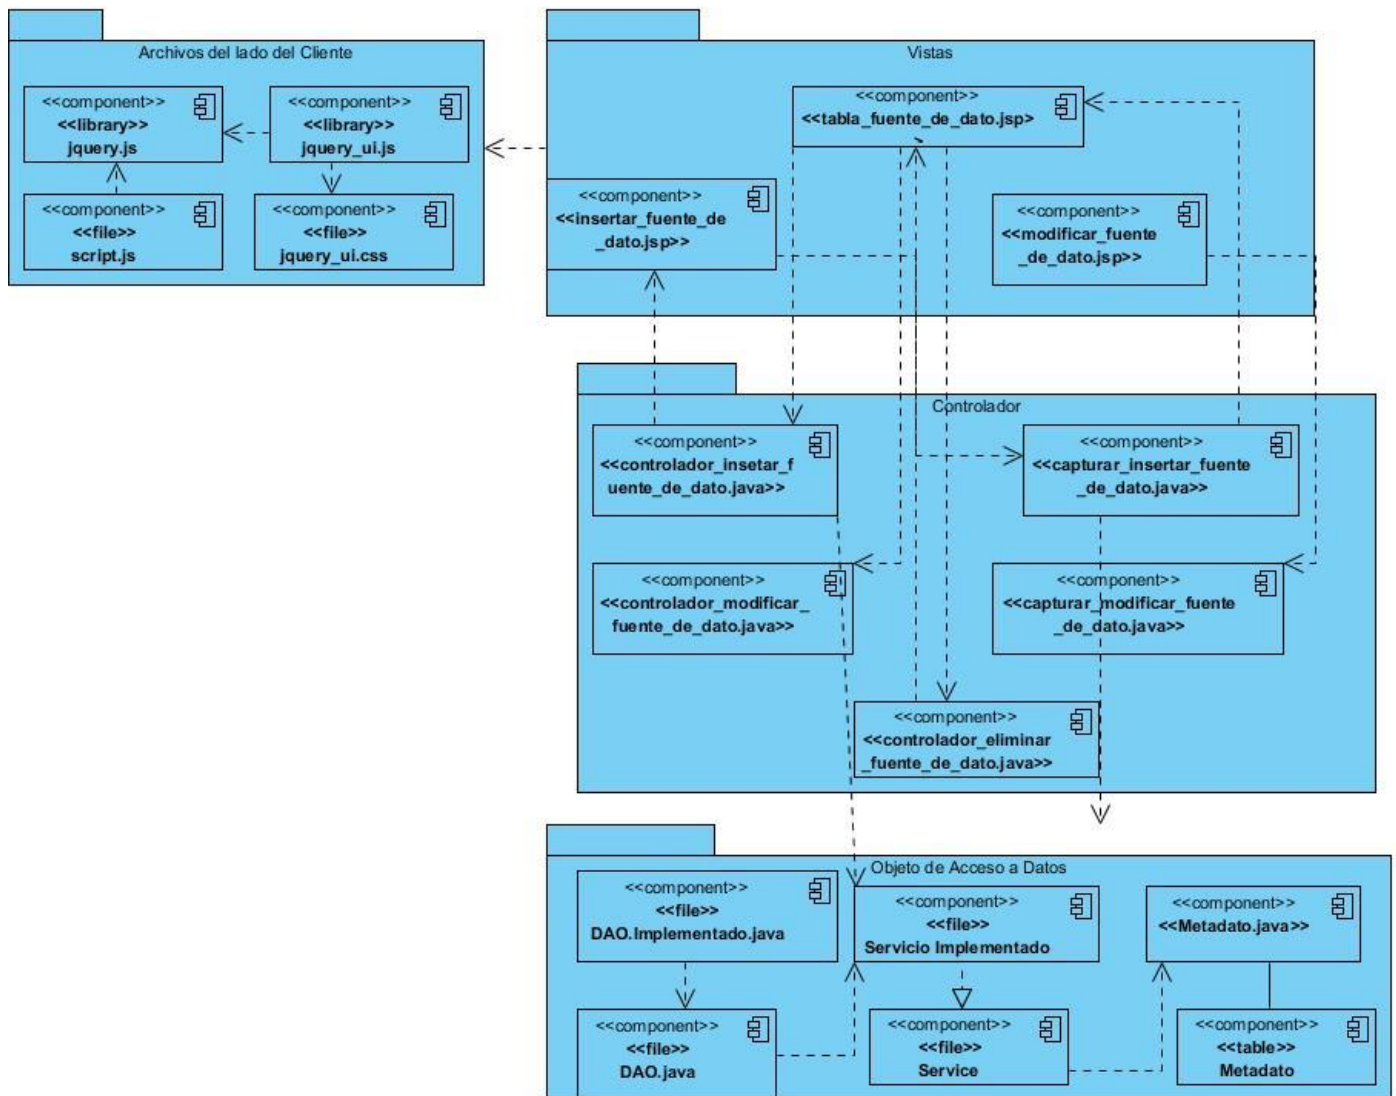 Archivos del lado del Cliente
<<component>>
<<library>>
jquery.js
<<component>>
<<library>>
jquery_ui.js
<<component>>
<<file>>
script.js
<<component>>
<<file>>
jquery_ui.css
Vistas
<<component>>
<<tabla_fuente_de_dato.jsp>
>
<<component>>
<<insertar_fuente_de
_dato.jsp>>
<<component>>
<<modificar_fuente
_de_dato.jsp>>
Controlador
<<component>>
<<controlador_insetar_f
uente_de_dato.java>>
<<component>>
<<capturar_insertar_fuente
_de_dato.java>>
<<component>>
<<controlador_modificar_
fuente_de_dato.java>>
<<component>>
<<capturar_modificar_fuente
_de_dato.java>>
<<component>>
<<controlador_eliminar
_fuente_de_dato.java>>
Objeto de Acceso a Datos
<<component>>
<<file>>
DAO.Implementado.java
<<component>>
<<file>>
Servicio Implementado
<<component>>
<<Metadato.java>>
<<component>>
<<file>>
DAO.java
<<component>>
<<file>>
Service
<<component>>
<<table>>
Metadato